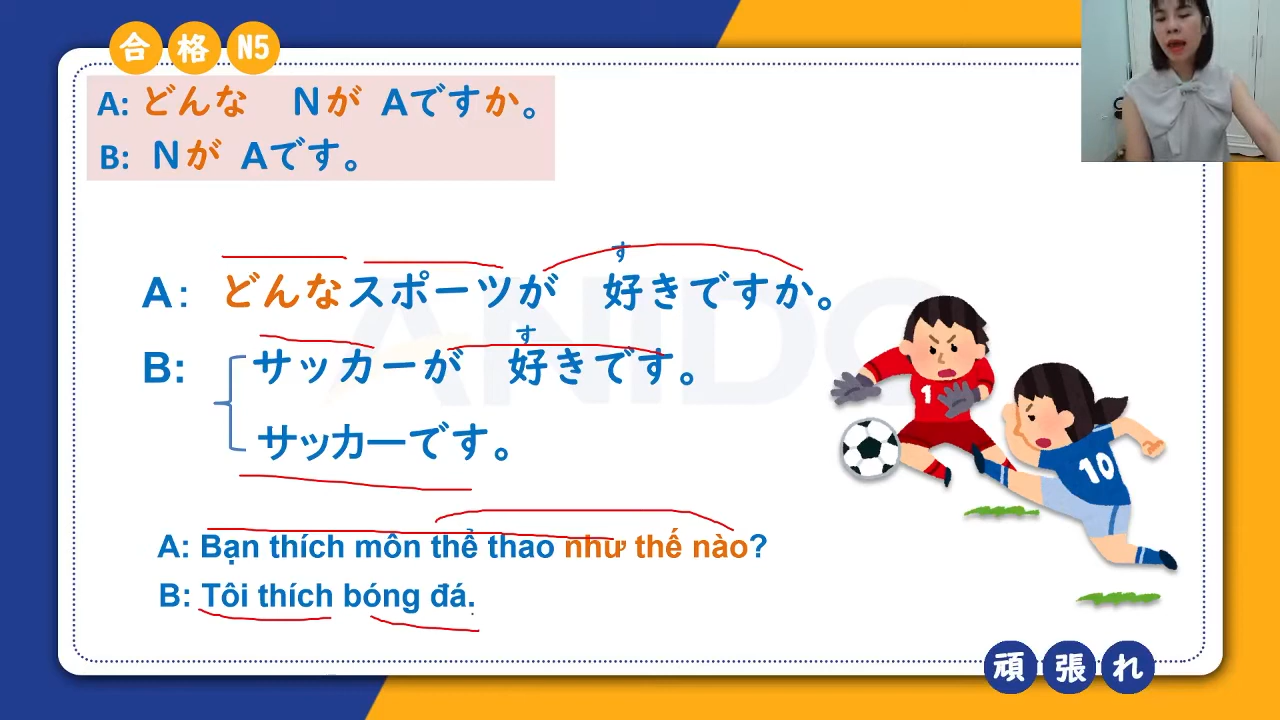 合格 N5
A: どんな　Nが Aですか。
B: Nが Aです。
す
A: どんなスポーツが　好きですか。
す
B: サッカーが　好きです。
サッカーです。
ANIDO
1
10
A: Bạn thích môn thể thao như thế nào?
B: Tôi thích bóng đá.
頑張れ